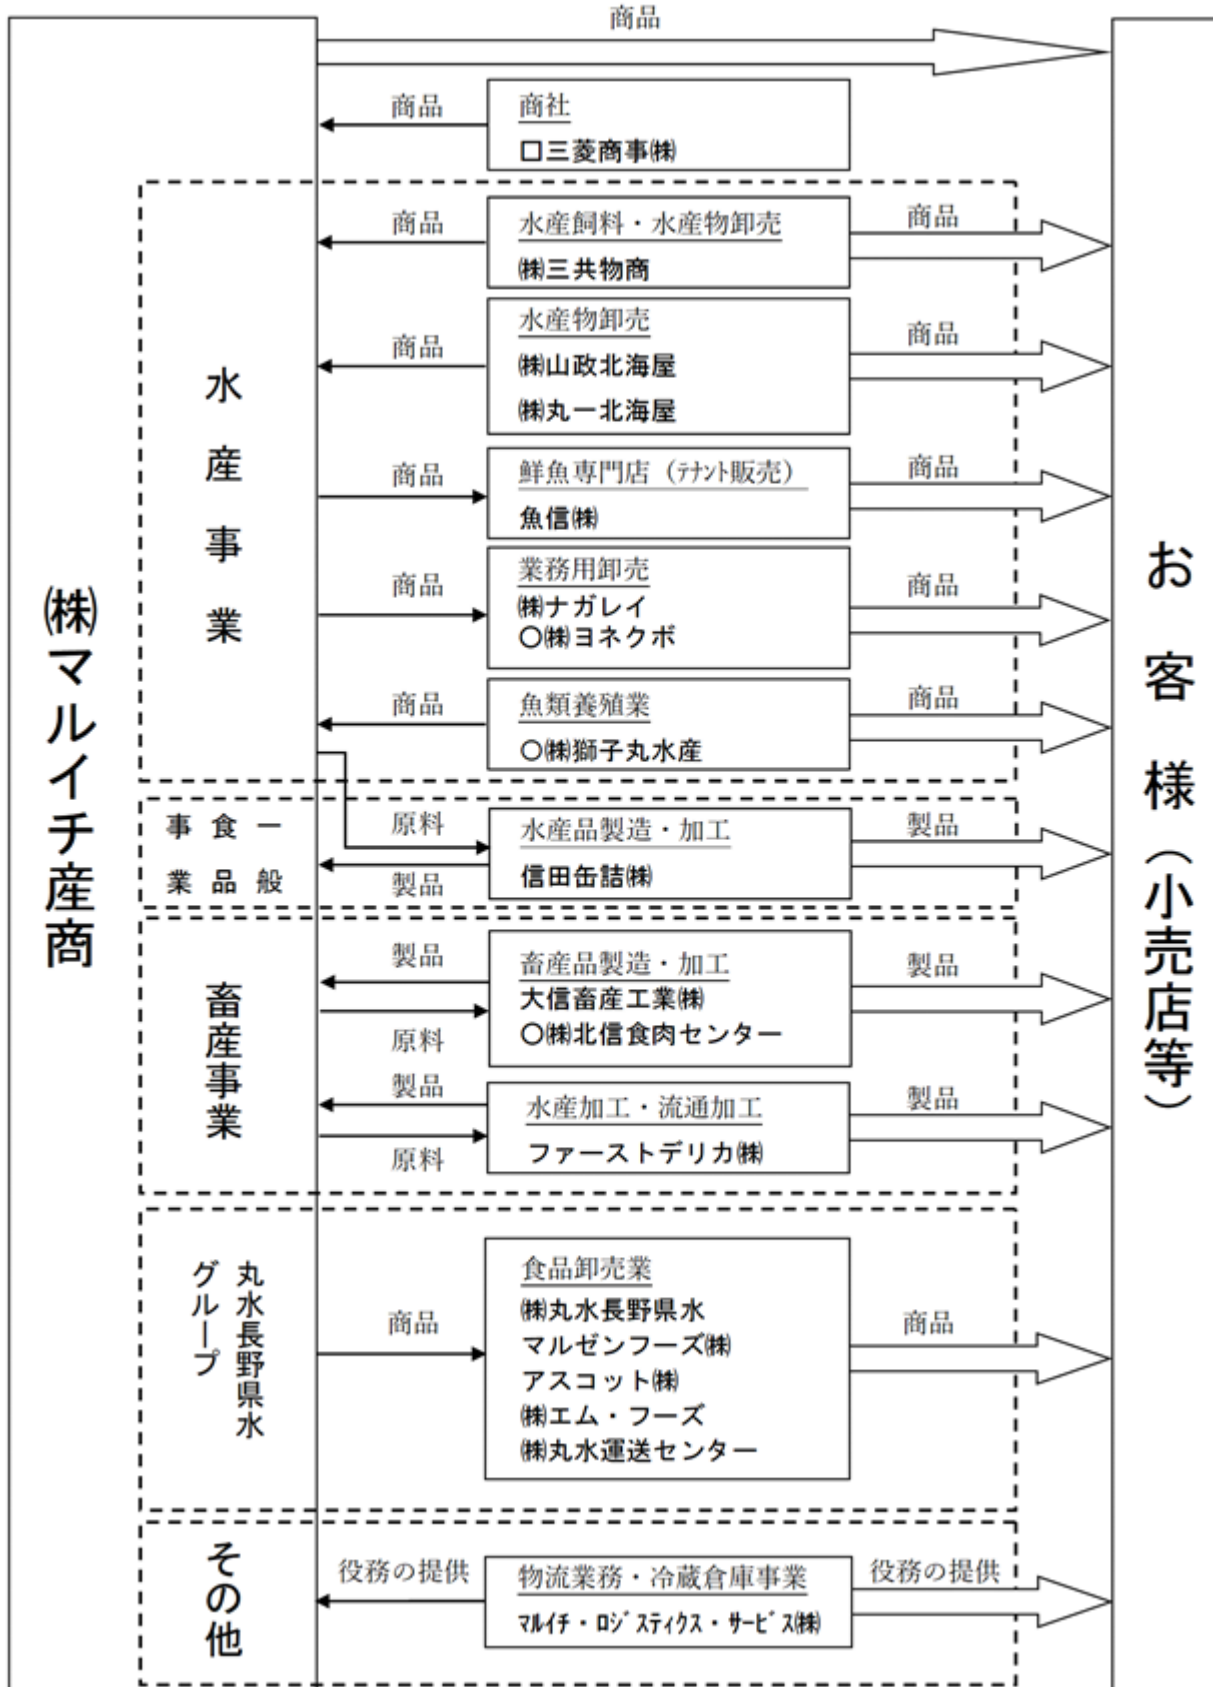 商品
㈱マルイチ産商
お客様（小売店等）
商品
商社
□三菱商事㈱
水産事業
商品
水産飼料・水産物卸売
㈱三共物商
商品
商品
水産物卸売
㈱山政北海屋
㈱丸一北海屋
商品
商品
鮮魚専門店（ﾃﾅﾝﾄ販売）
魚信㈱
商品
商品
業務用卸売
㈱ナガレイ
○㈱ヨネクボ
商品
商品
魚類養殖業
○㈱獅子丸水産
商品
一般
食品
事業
原料
製品
水産品製造・加工
信田缶詰㈱
製品
畜産事業
製品
原料
畜産品製造・加工
大信畜産工業㈱
○㈱北信食肉センター
製品
製品
原料
水産加工・流通加工
ファーストデリカ㈱
製品
丸水長野県水
グループ
商品
食品卸売業
㈱丸水長野県水
マルゼンフーズ㈱
アスコット㈱
㈱エム・フーズ
㈱丸水運送センター
商品
その他
役務の提供
物流業務・冷蔵倉庫事業
ﾏﾙｲﾁ・ﾛｼﾞｽﾃｨｸｽ・ｻｰﾋﾞｽ㈱
役務の提供